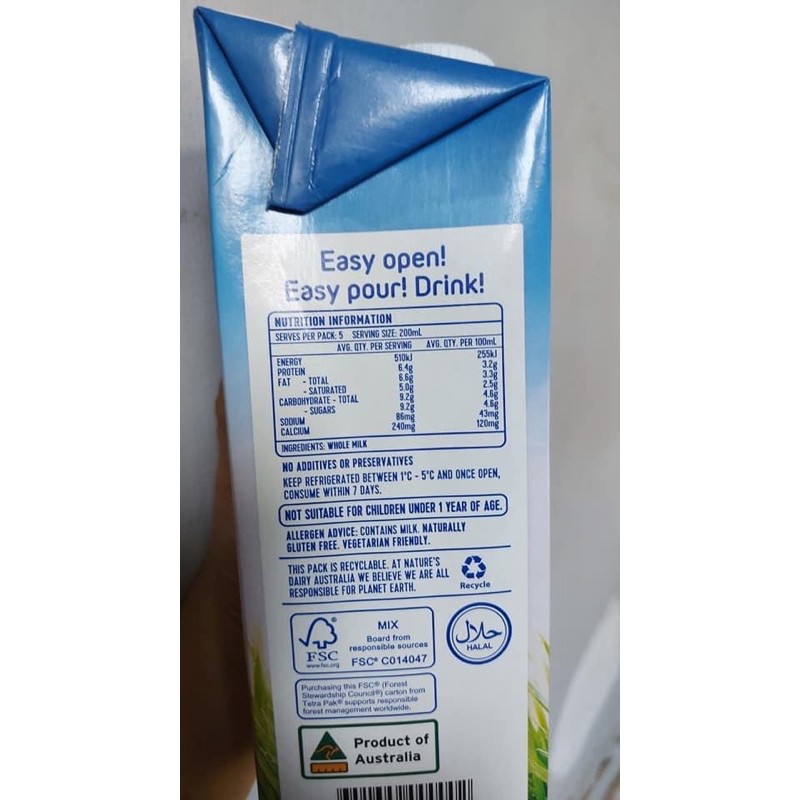 Easy open!
Easy pour! Drink!
NUTRITION INFORMATION
SERVES PER PACK: 5 SERVING SIZE: 200mL
AVG. QTY. PER SERVING AVG. QTY. PER 100mL
ENERGY 510kJ 255kJ
PROTEIN 6.4g 3.2g
FAT - TOTAL 6.6g 3.3g
- SATURATED 5.0g 2.5g
CARBOHYDRATE - TOTAL 9.2g 4.6g
- SUGARS 9.2g 4.6g
SODIUM 86mg 43mg
CALCIUM 240mg 120mg
INGREDIENTS: WHOLE MILK
NO ADDITIVES OR PRESERVATIVES
KEEP REFRIGERATED BETWEEN 1°C - 5°C AND ONCE OPEN,
CONSUME WITHIN 7 DAYS.
NOT SUITABLE FOR CHILDREN UNDER 1 YEAR OF AGE.
ALLERGEN ADVICE: CONTAINS MILK. NATURALLY
GLUTEN FREE. VEGETARIAN FRIENDLY.
THIS PACK IS RECYCLABLE. AT NATURE'S
DAIRY AUSTRALIA WE BELIEVE WE ARE ALL
RESPONSIBLE FOR PLANET EARTH.
Recycle
FSC
www.fsc.org
MIX
Board from
responsible sources
FSC® C014047
حلال
HALAL
Purchasing this FSC® (Forest
Stewardship Council®) carton from
Tetra Pak® supports responsible
forest management worldwide.
Product of
Australia